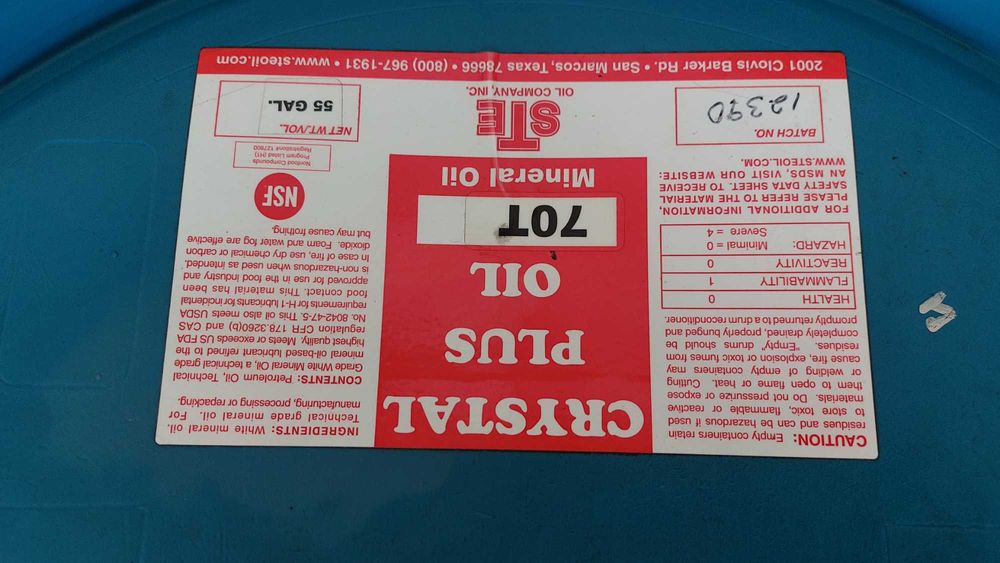 CAUTION: Empty containers retain
residues and can be hazardous if used
to store toxic, flammable or reactive
materials. Do not pressurize or expose
them to open flame or heat. Cutting
or welding of empty containers may
cause fire, explosion or toxic fumes from
residues. "Empty" drums should be
completely drained, properly bunged and
promptly returned to a drum reconditioner.
HEALTH 0
FLAMMABILITY 1
REACTIVITY 0
HAZARD: Minimal = 0
Severe = 4
FOR ADDITIONAL INFORMATION,
PLEASE REFER TO THE MATERIAL
SAFETY DATA SHEET. TO RECEIVE
AN MSDS, VISIT OUR WEBSITE:
WWW.STEOIL.COM.
BATCH NO.
12390
CRYSTAL
PLUS
OIL
70T
Mineral Oil
STE
OIL COMPANY, INC.
INGREDIENTS: White mineral oil.
Technical grade mineral oil. For
manufacturing, processing or repacking.
CONTENTS: Petroleum Oil, Technical
Grade White Mineral Oil, a technical grade
mineral oil-based lubricant refined to the
highest quality. Meets or exceeds US FDA
regulation CFR 178.3260(b) and CAS
No. 8042-47-5. This oil also meets USDA
requirements for H-1 lubricants for incidental
food contact. This material has been
approved for use in the food industry and
is non-hazardous when used as intended.
In case of fire, use dry chemical or carbon
dioxide. Foam and water fog are effective
but may cause frothing.
NSF
Nonfood Compounds
Program Listed (H1)
Registration# 127800
NET WT./VOL.
55 GAL.
2001 Clovis Barker Rd. • San Marcos, Texas 78666 • (800) 967-1931 • www.steoil.com